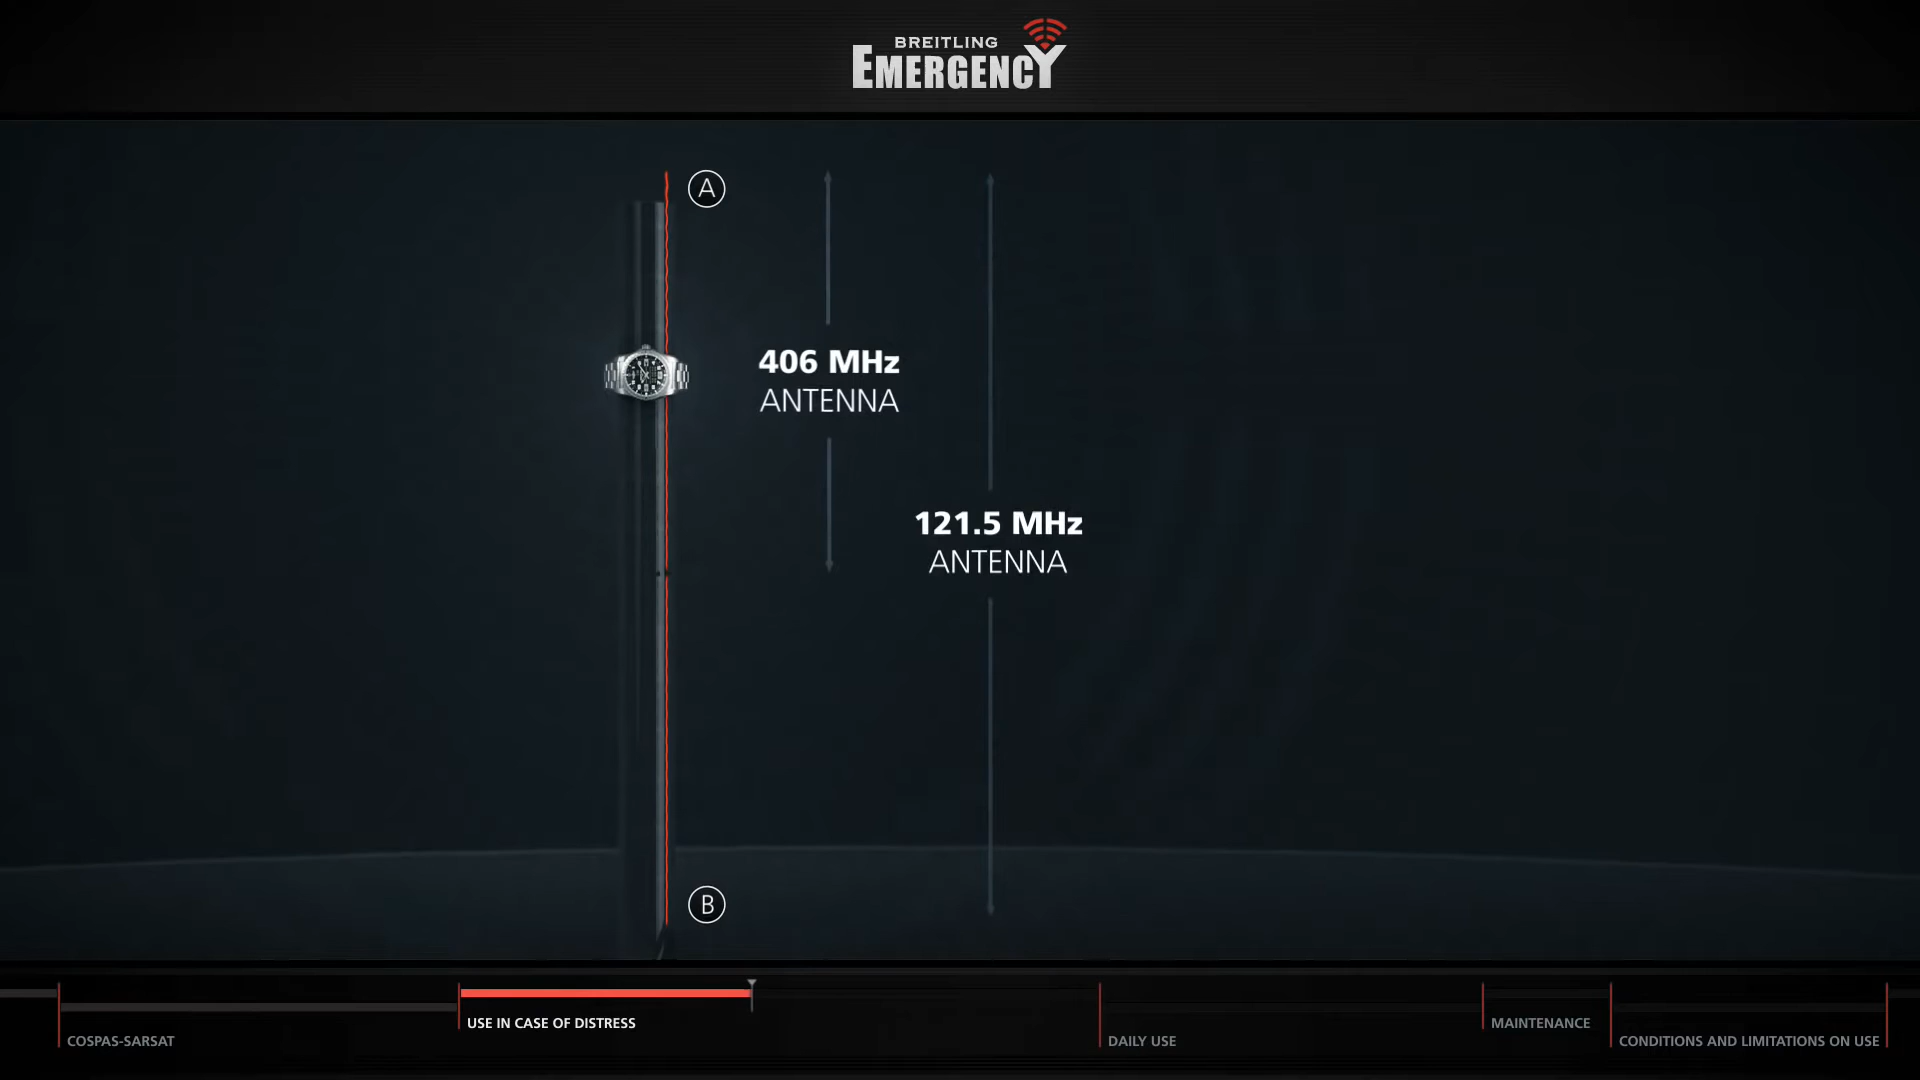 BREITLING
EMERGENCY
A
406 MHz
ANTENNA
121.5 MHz
ANTENNA
B
COSPAS-SARSAT
USE IN CASE OF DISTRESS
DAILY USE
MAINTENANCE
CONDITIONS AND LIMITATIONS ON USE